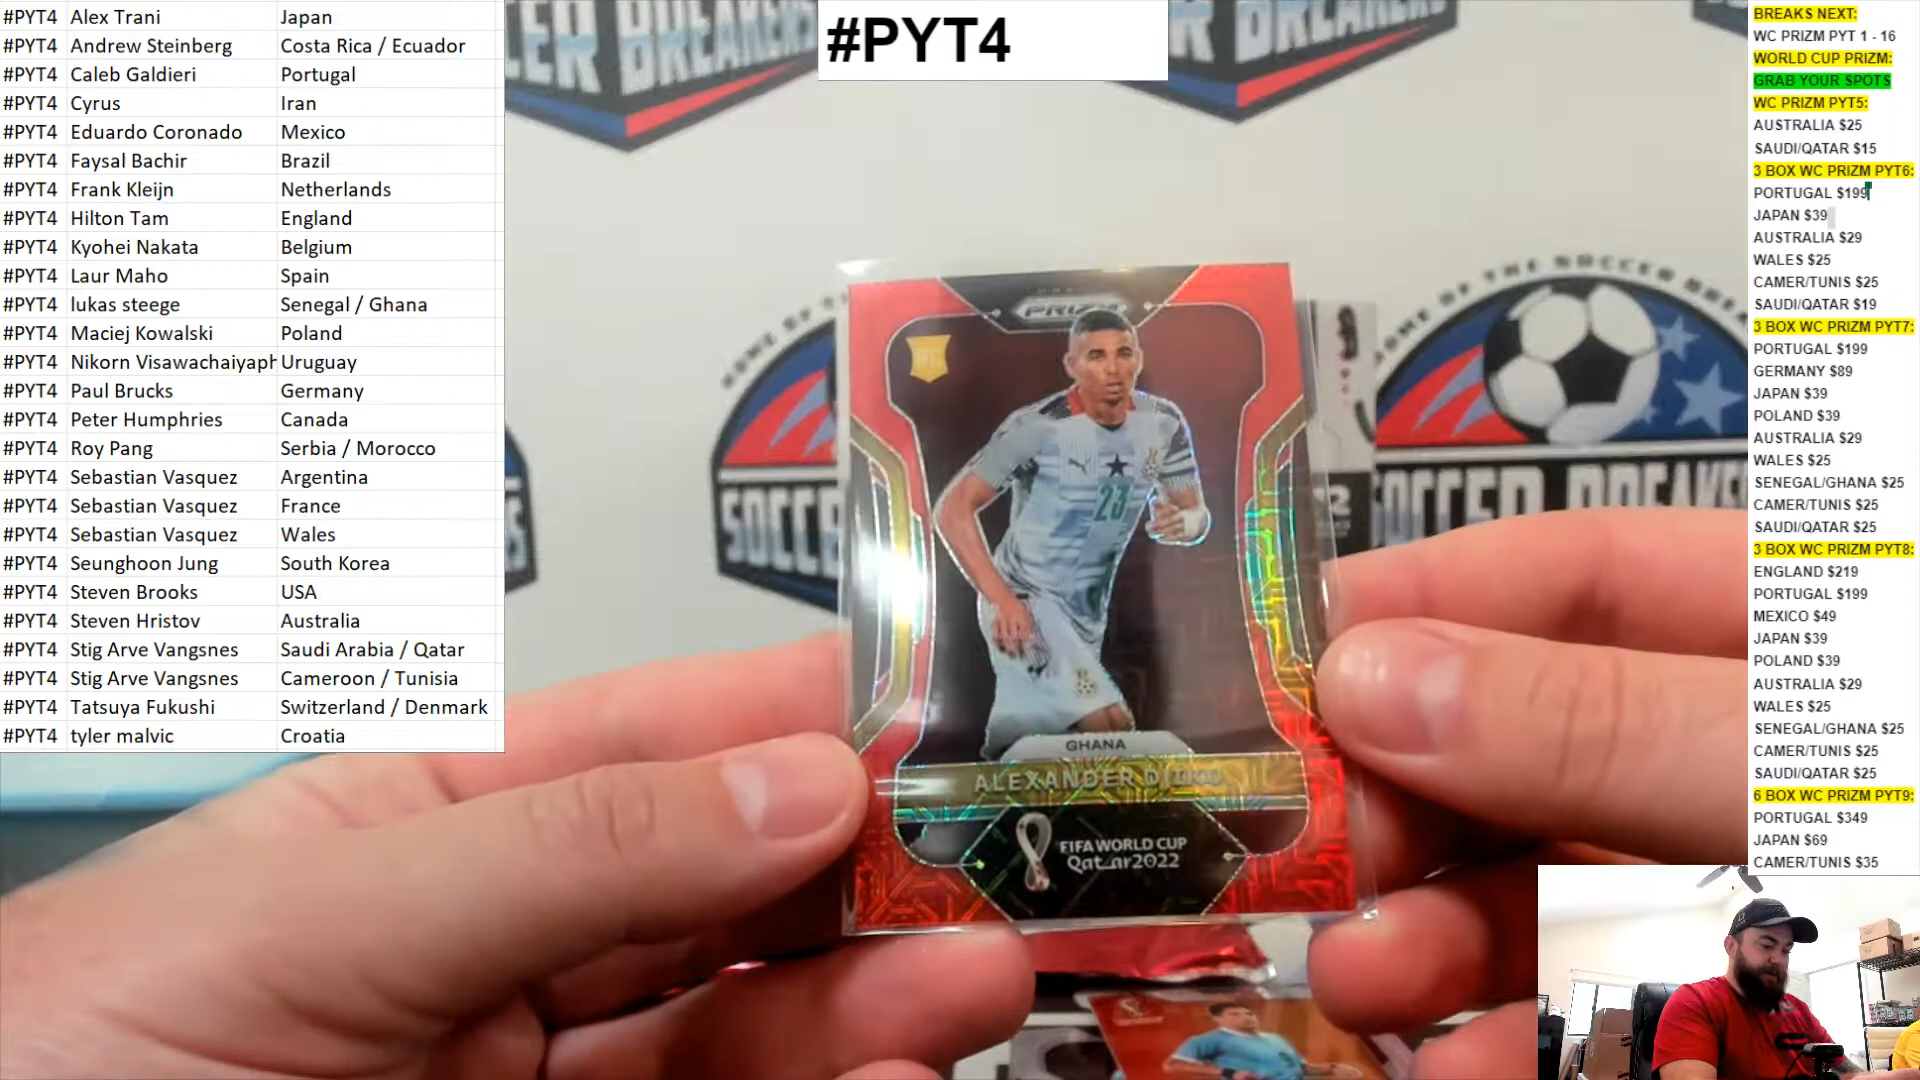 #PYT4 Alex Trani Japan
#PYT4 Andrew Steinberg Costa Rica / Ecuador
#PYT4 Caleb Galdieri Portugal
#PYT4 Cyrus Iran
#PYT4 Eduardo Coronado Mexico
#PYT4 Faysal Bachir Brazil
#PYT4 Frank Kleijn Netherlands
#PYT4 Hilton Tam England
#PYT4 Kyohei Nakata Belgium
#PYT4 Laur Maho Spain
#PYT4 lukas steege Senegal / Ghana
#PYT4 Maciej Kowalski Poland
#PYT4 Nikorn Visawachaiyaph Uruguay
#PYT4 Paul Brucks Germany
#PYT4 Peter Humphries Canada
#PYT4 Roy Pang Serbia / Morocco
#PYT4 Sebastian Vasquez Argentina
#PYT4 Sebastian Vasquez France
#PYT4 Sebastian Vasquez Wales
#PYT4 Seunghoon Jung South Korea
#PYT4 Steven Brooks USA
#PYT4 Steven Hristov Australia
#PYT4 Stig Arve Vangsnes Saudi Arabia / Qatar
#PYT4 Stig Arve Vangsnes Cameroon / Tunisia
#PYT4 Tatsuya Fukushi Switzerland / Denmark
#PYT4 tyler malvic Croatia
#PYT4
BREAKERS
HOME OF THE SOCCER
SOCCER BREAKERS
PRIZM
23
GHANA
ALEXANDER
FIFA WORLD CUP
Qatar2022
BREAKS NEXT:
WC PRIZM PYT 1 - 16
WORLD CUP PRIZM:
GRAB YOUR SPOTS
WC PRIZM PYT5:
AUSTRALIA $25
SAUDI/QATAR $15
3 BOX WC PRIZM PYT6:
PORTUGAL $199
JAPAN $39
AUSTRALIA $29
WALES $25
CAMER/TUNIS $25
SAUDI/QATAR $19
3 BOX WC PRIZM PYT7:
PORTUGAL $199
GERMANY $89
JAPAN $39
POLAND $39
AUSTRALIA $29
WALES $25
SENEGAL/GHANA $25
CAMER/TUNIS $25
SAUDI/QATAR $25
3 BOX WC PRIZM PYT8:
ENGLAND $219
PORTUGAL $199
MEXICO $49
JAPAN $39
POLAND $39
AUSTRALIA $29
WALES $25
SENEGAL/GHANA $25
CAMER/TUNIS $25
SAUDI/QATAR $25
6 BOX WC PRIZM PYT9:
PORTUGAL $349
JAPAN $69
CAMER/TUNIS $35